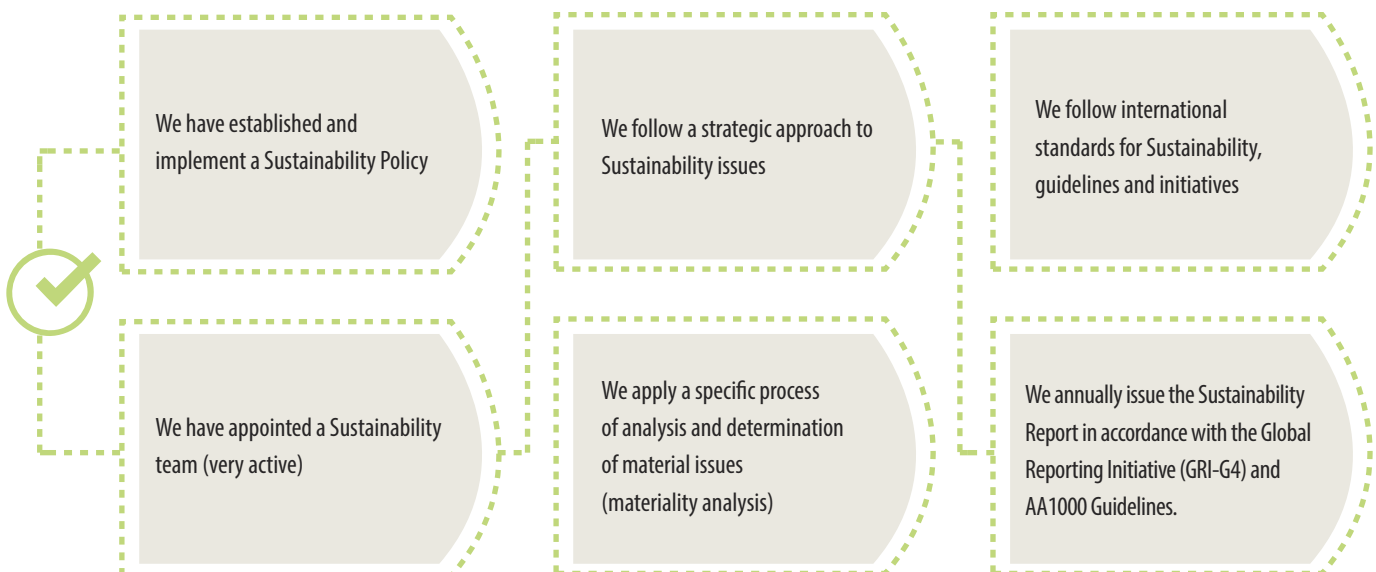 We have established and
implement a Sustainability Policy
We follow a strategic approach to
Sustainability issues
We follow international
standards for Sustainability,
guidelines and initiatives
We have appointed a Sustainability
team (very active)
We apply a specific process
of analysis and determination
of material issues
(materiality analysis)
We annually issue the Sustainability
Report in accordance with the Global
Reporting Initiative (GRI-G4) and
AA1000 Guidelines.